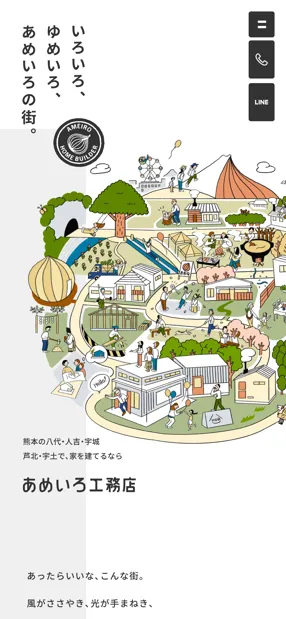 いろいろ、
ゆめいろ、
あめいろの街。
AMEIRO
HOME BUILDER
LINE
Hello!
熊本の八代・人吉・宇城
芦北・宇土で、家を建てるなら
あめいろ工務店
あったらいいな、こんな街。
風がささやき、光が手まねき、